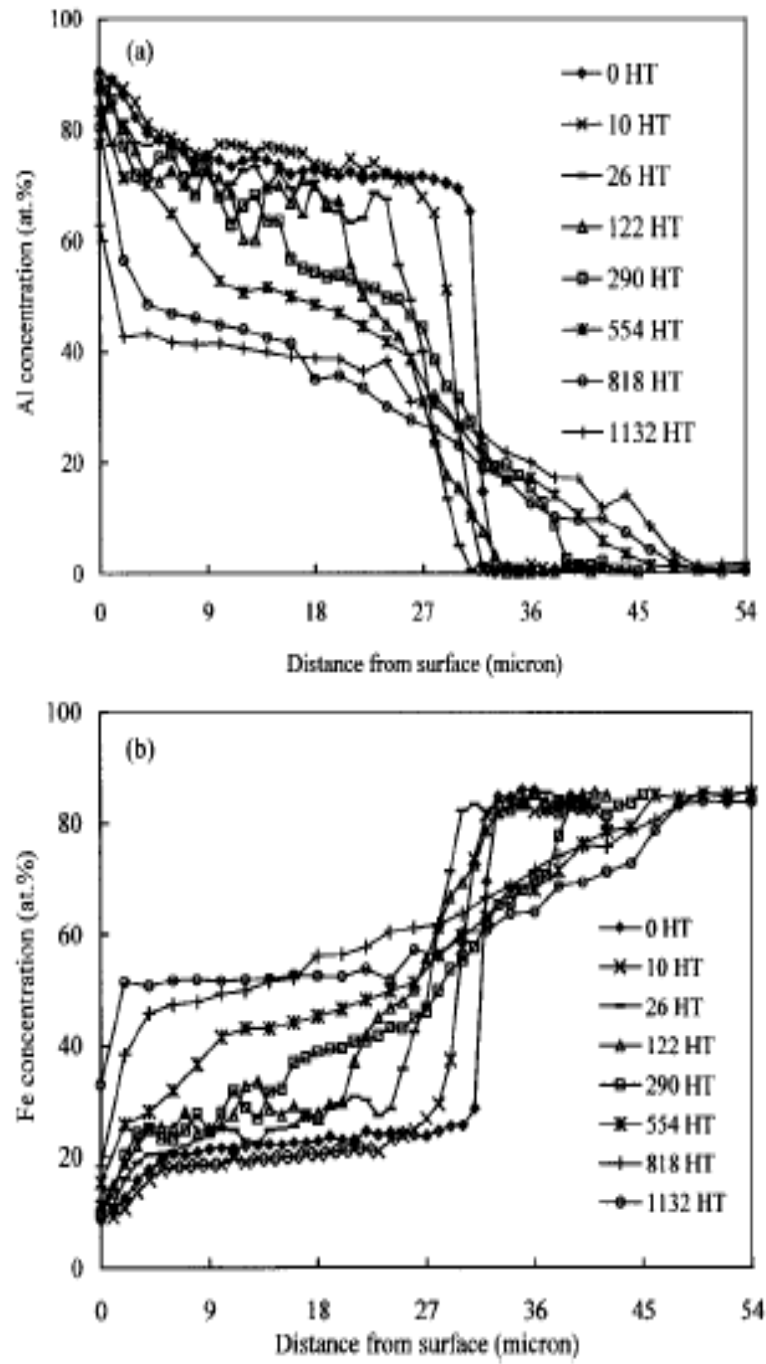 100
(a)
0 HT
10 HT
80
26 HT
122 HT
60
290 HT
554 HT
40
818 HT
1132 HT
20
0
Al concentration (at.%)
0 9 18 27 36 45 54
Distance from surface (micron)
100
(b)
80
60
0 HT
10 HT
26 HT
40
122 HT
290 HT
554 HT
20
818 HT
1132 HT
0
Fe concentration (at.%)
0 9 18 27 36 45 54
Distance from surface (micron)